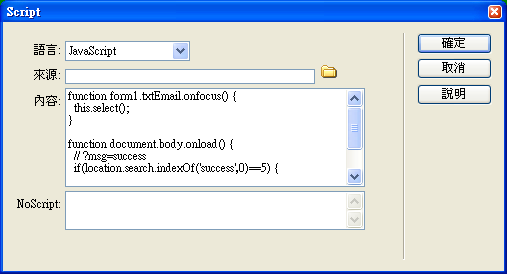 Script
語言: JavaScript
來源:
內容:
function form1.txtEmail.onfocus() {
  this.select();
}

function document.body.onload() {
  // ?msg=success
  if(location.search.indexOf('success',0)==5) {
NoScript:
確定
取消
說明